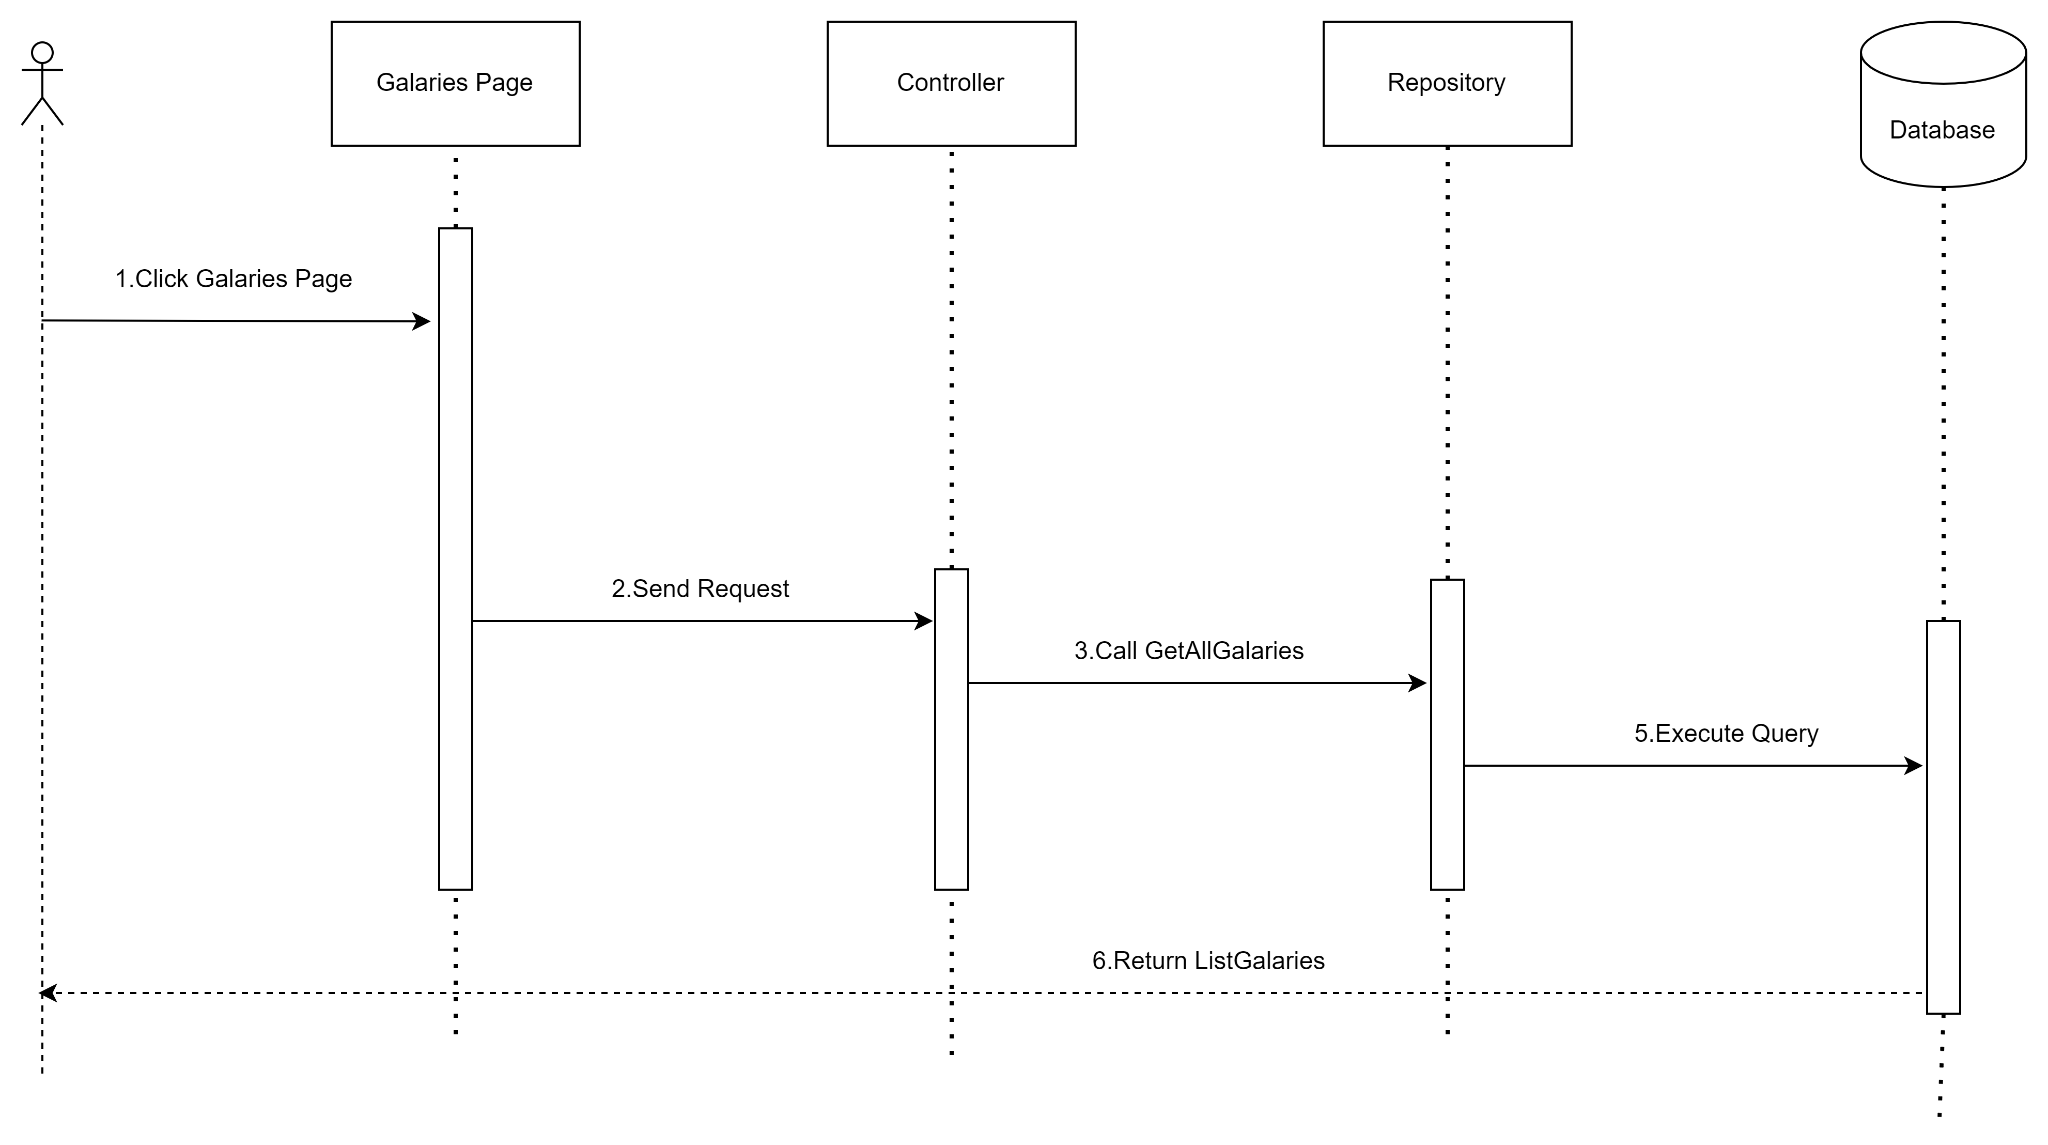 Galaries Page
Controller
Repository
Database
1.Click Galaries Page
2.Send Request
3.Call GetAllGalaries
5.Execute Query
6.Return ListGalaries